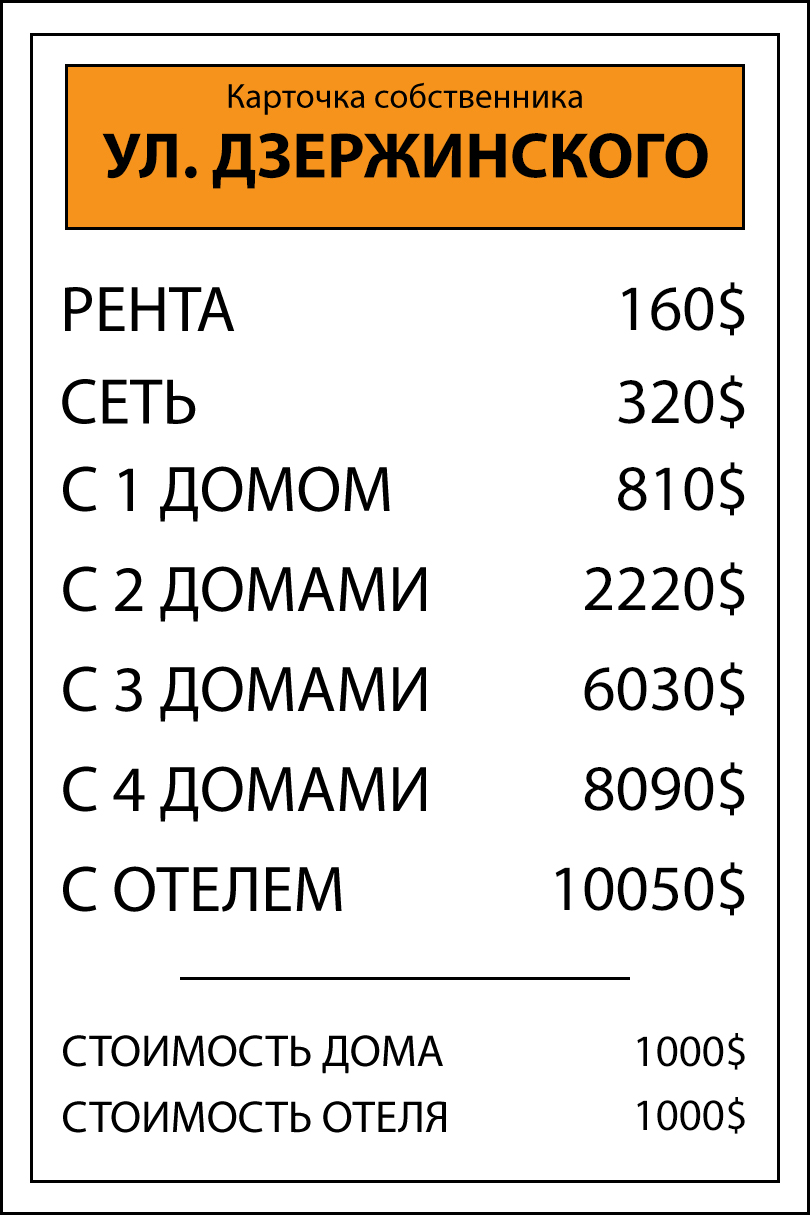 Карточка собственника
УЛ. ДЗЕРЖИНСКОГО
РЕНТА 160$
СЕТЬ 320$
С 1 ДОМОМ 810$
С 2 ДОМАМИ 2220$
С 3 ДОМАМИ 6030$
С 4 ДОМАМИ 8090$
С ОТЕЛЕМ 10050$
СТОИМОСТЬ ДОМА 1000$
СТОИМОСТЬ ОТЕЛЯ 1000$